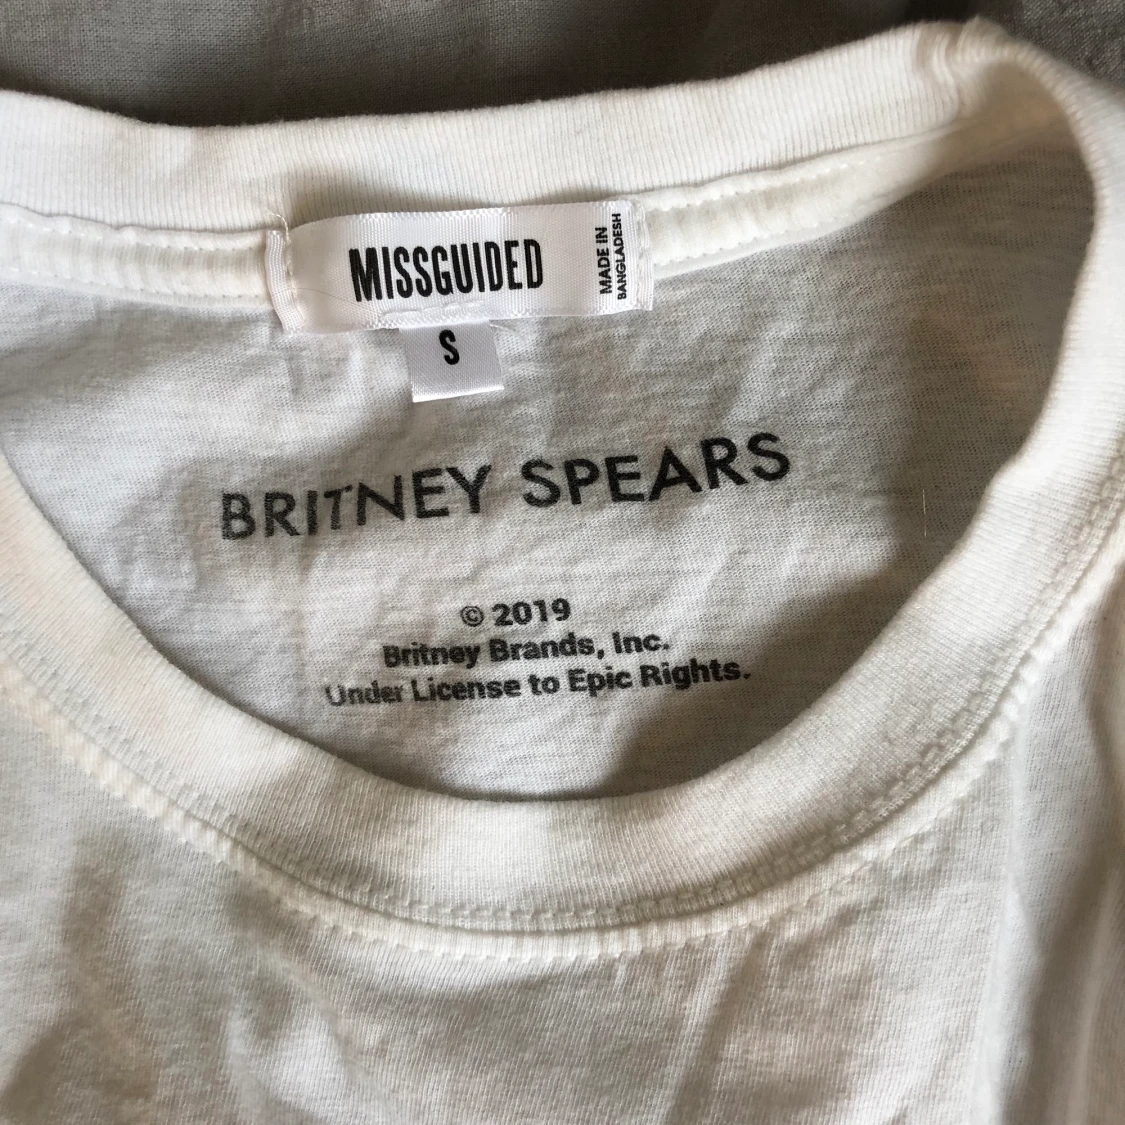 MISSGUIDED
MADE IN
BANGLADESH
S
BRITNEY SPEARS
© 2019
Britney Brands, Inc.
Under License to Epic Rights.